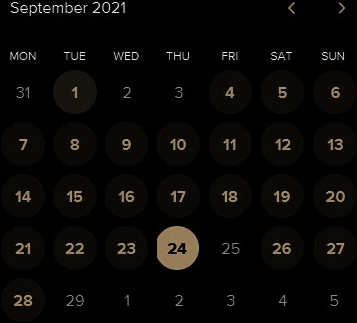 September 2021
MON TUE WED THU FRI SAT SUN
31 1 2 3 4 5 6
7 8 9 10 11 12 13
14 15 16 17 18 19 20
21 22 23 24 25 26 27
28 29 1 2 3 4 5